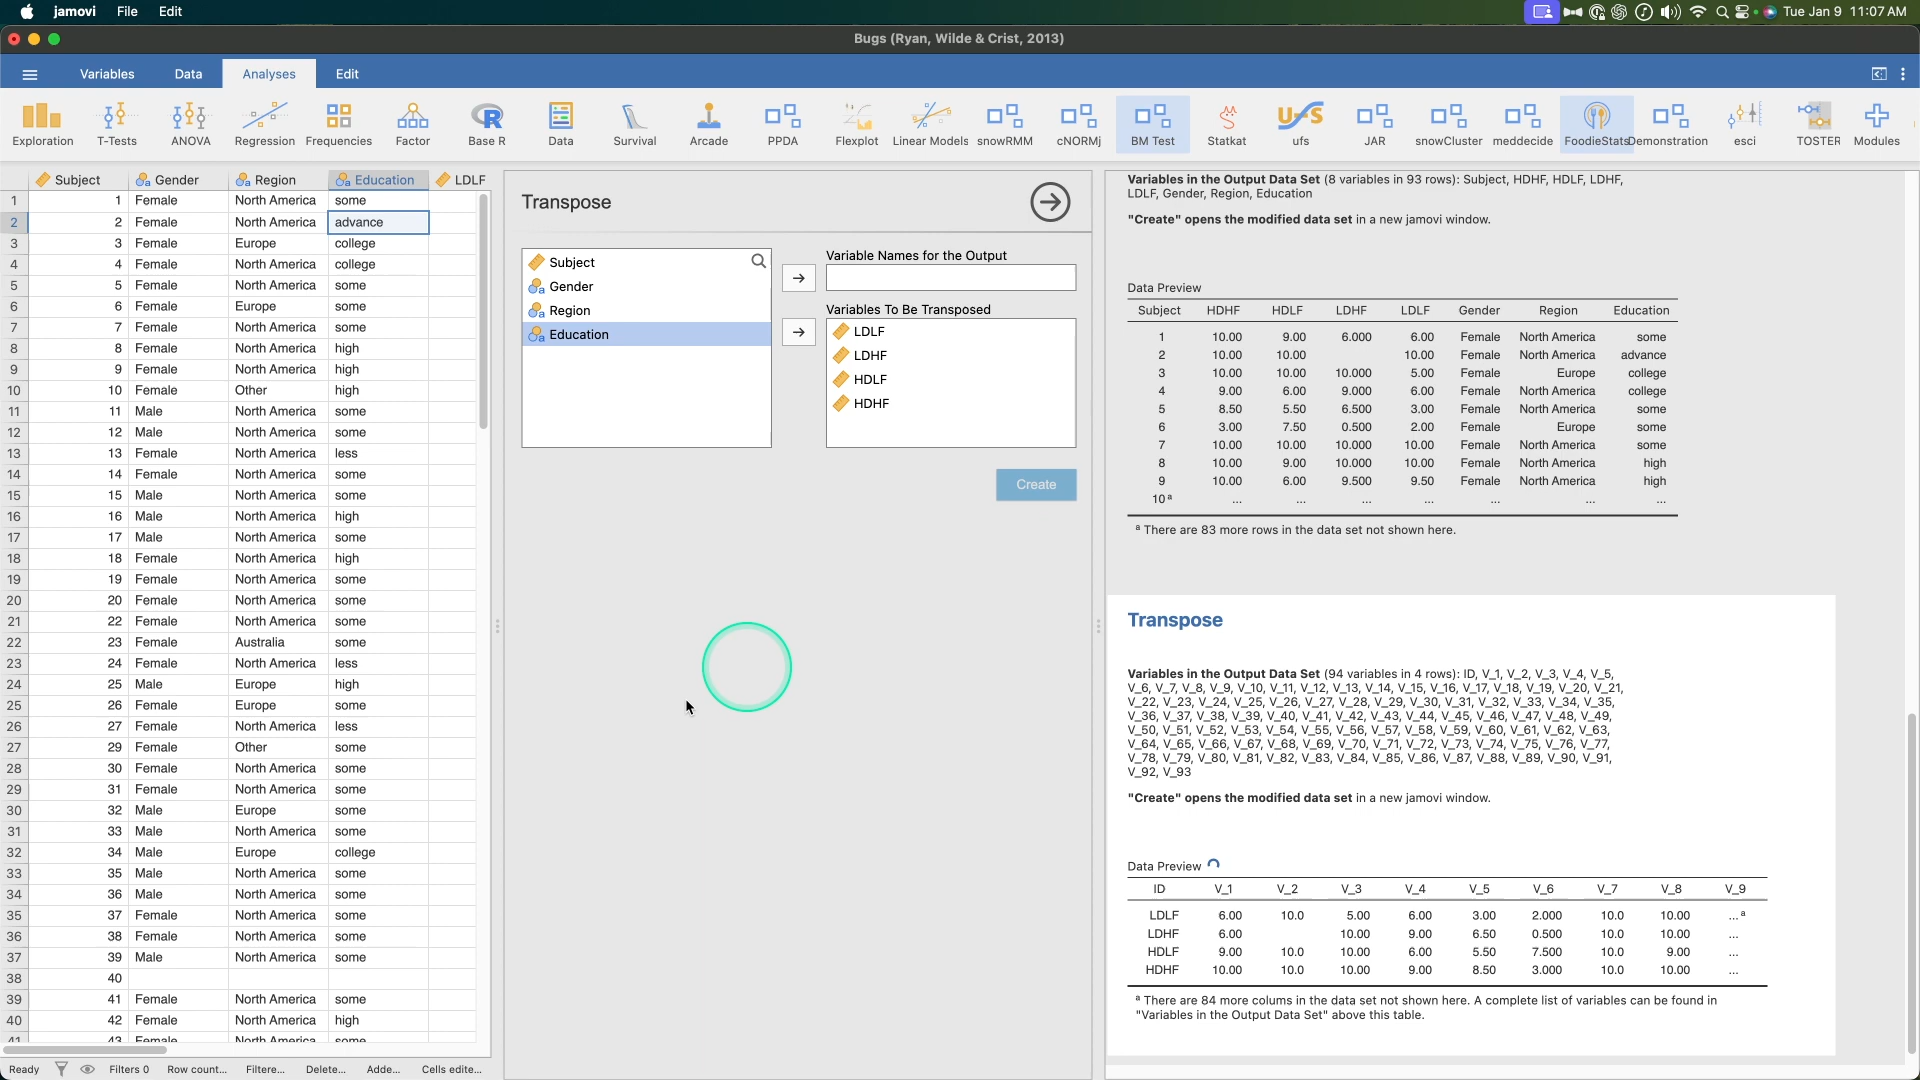 jamovi File Edit Tue Jan 9 11:07 AM
Bugs (Ryan, Wilde & Crist, 2013)
Variables Data Analyses Edit
Exploration T-Tests ANOVA Regression Frequencies Factor Base R Data Survival Arcade PPDA Flexplot Linear Models snowRMM cNORMj BM Test Statkat ufs JAR snowCluster meddecide FoodieStats Demonstration esci TOSTER Modules
Subject Gender Region Education LDLF
1 1 Female North America some
2 2 Female North America advance
3 3 Female Europe college
4 4 Female North America college
5 5 Female North America some
6 6 Female Europe some
7 7 Female North America some
8 8 Female North America high
9 9 Female North America high
10 10 Female Other high
11 11 Male North America some
12 12 Male North America some
13 13 Female North America less
14 14 Female North America some
15 15 Male North America some
16 16 Male North America high
17 17 Male North America some
18 18 Female North America high
19 19 Female North America some
20 20 Female North America some
21 22 Female North America some
22 23 Female Australia some
23 24 Female North America less
24 25 Male Europe high
25 26 Female Europe some
26 27 Female North America less
27 29 Female Other some
28 30 Female North America some
29 31 Female North America some
30 32 Male Europe some
31 33 Male North America some
32 34 Male Europe college
33 35 Male North America some
34 36 Male North America some
35 37 Female North America some
36 38 Female North America some
37 39 Male North America some
38 40
39 41 Female North America some
40 42 Female North America high
41 43 Female North America some
Ready Filters 0 Row count... Filtere... Delete... Adde... Cells edite...
Transpose
Subject
Gender
Region
Education
Variable Names for the Output
Variables To Be Transposed
LDLF
LDHF
HDLF
HDHF
Create
Variables in the Output Data Set (8 variables in 93 rows): Subject, HDHF, HDLF, LDHF,
LDLF, Gender, Region, Education
"Create" opens the modified data set in a new jamovi window.
Data Preview
Subject HDHF HDLF LDHF LDLF Gender Region Education
1 10.00 9.00 6.000 6.00 Female North America some
2 10.00 10.00 10.00 Female North America advance
3 10.00 10.00 10.000 5.00 Female Europe college
4 9.00 6.00 9.000 6.00 Female North America college
5 8.50 5.50 6.500 3.00 Female North America some
6 3.00 7.50 0.500 2.00 Female Europe some
7 10.00 10.00 10.000 10.00 Female North America some
8 10.00 9.00 10.000 10.00 Female North America high
9 10.00 6.00 9.500 9.50 Female North America high
10 ª ... ... ... ... ... ... ...
ª There are 83 more rows in the data set not shown here.
Transpose
Variables in the Output Data Set (94 variables in 4 rows): ID, V_1, V_2, V_3, V_4, V_5,
V_6, V_7, V_8, V_9, V_10, V_11, V_12, V_13, V_14, V_15, V_16, V_17, V_18, V_19, V_20, V_21,
V_22, V_23, V_24, V_25, V_26, V_27, V_28, V_29, V_30, V_31, V_32, V_33, V_34, V_35,
V_36, V_37, V_38, V_39, V_40, V_41, V_42, V_43, V_44, V_45, V_46, V_47, V_48, V_49,
V_50, V_51, V_52, V_53, V_54, V_55, V_56, V_57, V_58, V_59, V_60, V_61, V_62, V_63,
V_64, V_65, V_66, V_67, V_68, V_69, V_70, V_71, V_72, V_73, V_74, V_75, V_76, V_77,
V_78, V_79, V_80, V_81, V_82, V_83, V_84, V_85, V_86, V_87, V_88, V_89, V_90, V_91,
V_92, V_93
"Create" opens the modified data set in a new jamovi window.
Data Preview
ID V_1 V_2 V_3 V_4 V_5 V_6 V_7 V_8 V_9
LDLF 6.00 10.0 5.00 6.00 3.00 2.000 10.0 10.00 ... ª
LDHF 6.00 10.00 9.00 6.50 0.500 10.0 10.00 ...
HDLF 9.00 10.0 10.00 6.00 5.50 7.500 10.0 9.00 ...
HDHF 10.00 10.0 10.00 9.00 8.50 3.000 10.0 10.00 ...
ª There are 84 more colums in the data set not shown here. A complete list of variables can be found in
"Variables in the Output Data Set" above this table.